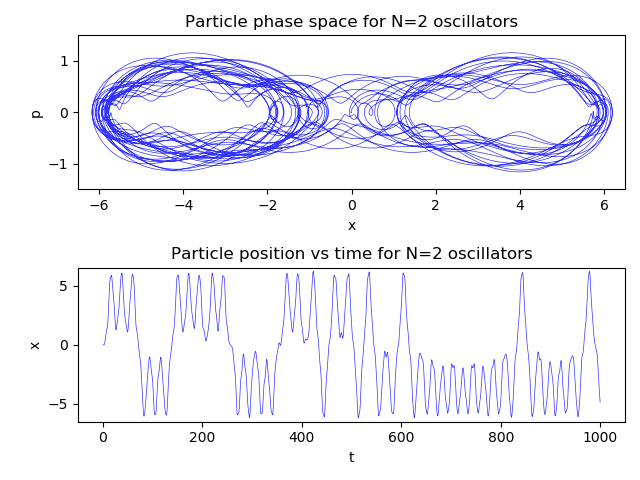 Particle phase space for N=2 oscillators
1
0
−1
p
−6 −4 −2 0 2 4 6
x
Particle position vs time for N=2 oscillators
5
0
−5
x
0 200 400 600 800 1000
t